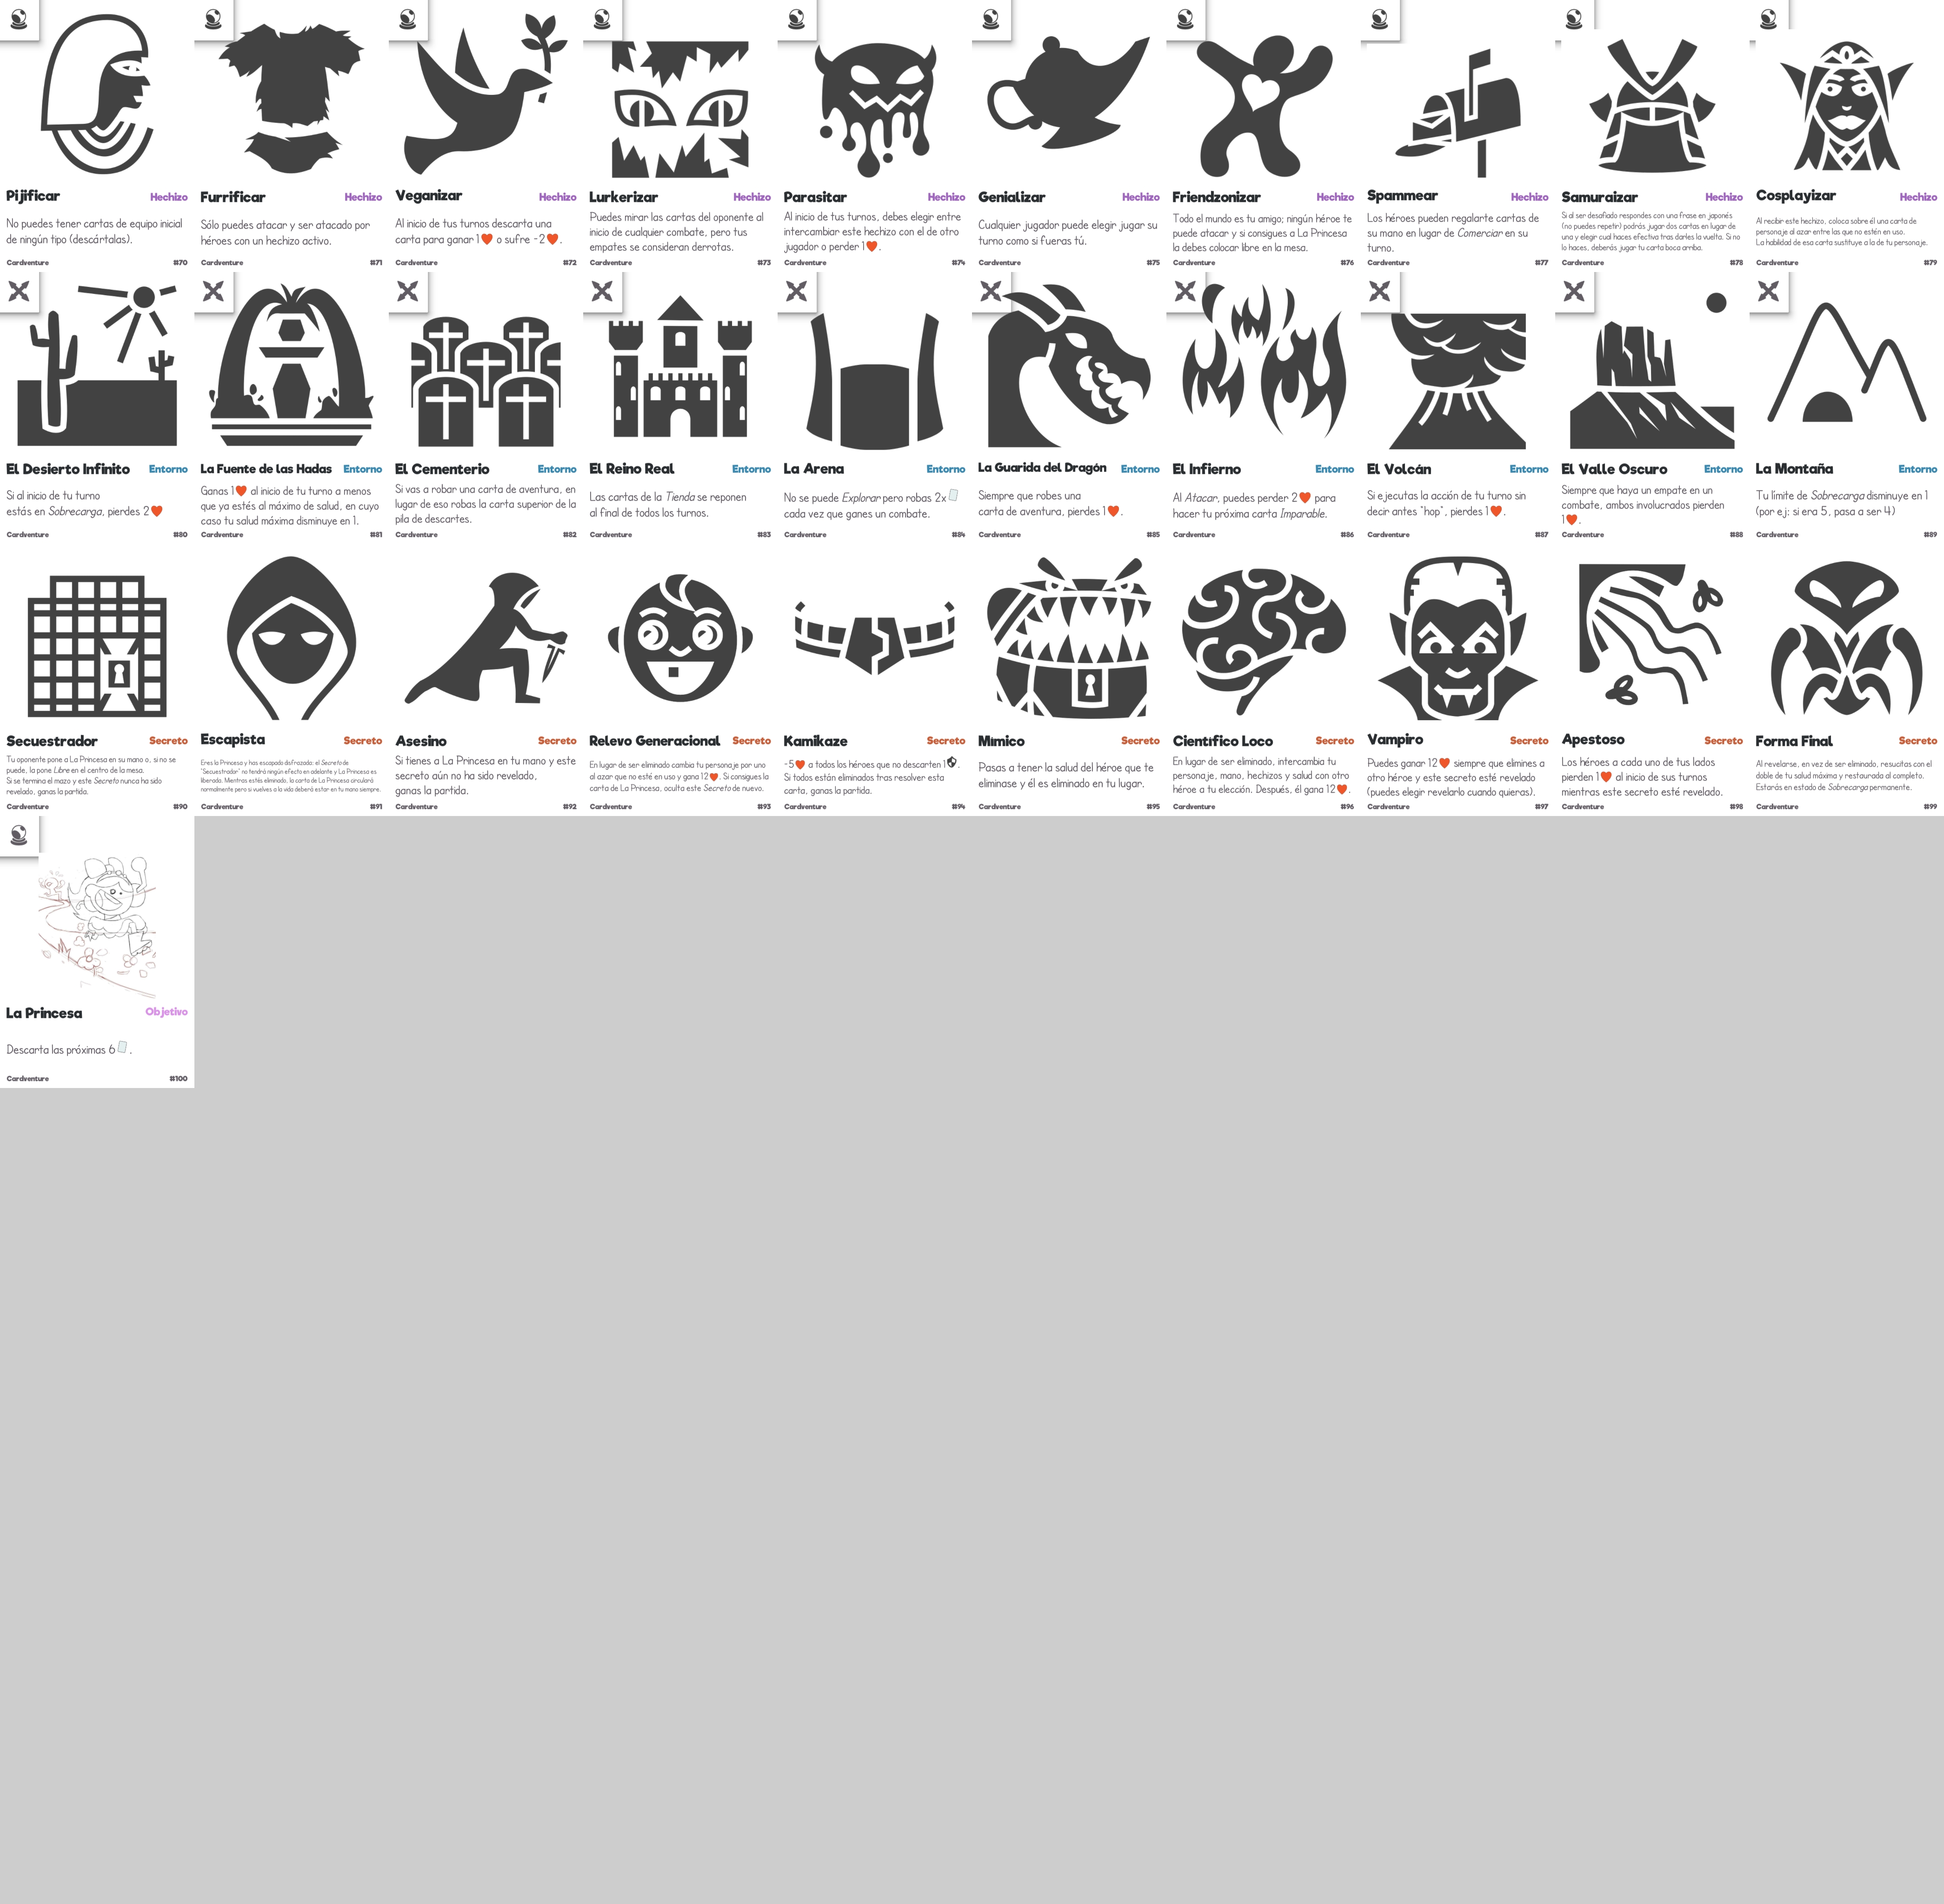 Pijificar Hechizo
No puedes tener cartas de equipo inicial
de ningún tipo (descártalas).
Cardventure #70
Furrificar Hechizo
Sólo puedes atacar y ser atacado por
héroes con un hechizo activo.
Cardventure #71
Veganizar Hechizo
Al inicio de tus turnos descarta una
carta para ganar 1❤ o sufre -2❤.
Cardventure #72
Lurkerizar Hechizo
Puedes mirar las cartas del oponente al
inicio de cualquier combate, pero tus
empates se consideran derrotas.
Cardventure #73
Parasitar Hechizo
Al inicio de tus turnos, debes elegir entre
intercambiar este hechizo con el de otro
jugador o perder 1❤.
Cardventure #74
Genializar Hechizo
Cualquier jugador puede elegir jugar su
turno como si fueras tú.
Cardventure #75
Friendzonizar Hechizo
Todo el mundo es tu amigo; ningún héroe te
puede atacar y si consigues a La Princesa
la debes colocar libre en la mesa.
Cardventure #76
Spammear Hechizo
Los héroes pueden regalarte cartas de
su mano en lugar de Comerciar en su
turno.
Cardventure #77
Samuraizar Hechizo
Si al ser desafiado respondes con una frase en japonés
(no puedes repetir) podrás jugar dos cartas en lugar de
una y elegir cual haces efectiva tras darles la vuelta. Si no
lo haces, deberás jugar tu carta boca arriba.
Cardventure #78
Cosplayizar Hechizo
Al recibir este hechizo, coloca sobre él una carta de
personaje al azar entre las que no estén en uso.
La habilidad de esa carta sustituye a la de tu personaje.
Cardventure #79
El Desierto Infinito Entorno
Si al inicio de tu turno
estás en Sobrecarga, pierdes 2❤
Cardventure #80
La Fuente de las Hadas Entorno
Ganas 1❤ al inicio de tu turno a menos
que ya estés al máximo de salud, en cuyo
caso tu salud máxima disminuye en 1.
Cardventure #81
El Cementerio Entorno
Si vas a robar una carta de aventura, en
lugar de eso robas la carta superior de la
pila de descartes.
Cardventure #82
El Reino Real Entorno
Las cartas de la Tienda se reponen
al final de todos los turnos.
Cardventure #83
La Arena Entorno
No se puede Explorar pero robas 2x
cada vez que ganes un combate.
Cardventure #84
La Guarida del Dragón Entorno
Siempre que robes una
carta de aventura, pierdes 1❤.
Cardventure #85
El Infierno Entorno
Al Atacar, puedes perder 2❤ para
hacer tu próxima carta Imparable.
Cardventure #86
El Volcán Entorno
Si ejecutas la acción de tu turno sin
decir antes "hop", pierdes 1❤.
Cardventure #87
El Valle Oscuro Entorno
Siempre que haya un empate en un
combate, ambos involucrados pierden
1❤.
Cardventure #88
La Montaña Entorno
Tu límite de Sobrecarga disminuye en 1
(por ej: si era 5, pasa a ser 4)
Cardventure #89
Secuestrador Secreto
Tu oponente pone a La Princesa en su mano o, si no se
puede, la pone Libre en el centro de la mesa.
Si se termina el mazo y este Secreto nunca ha sido
revelado, ganas la partida.
Cardventure #90
Escapista Secreto
Eres la Princesa y has escapado disfrazada: el Secreto de
"Secuestrador" no tendrá ningún efecto en adelante y La Princesa es
liberada. Mientras estés eliminada, la carta de La Princesa circulará
normalmente pero si vuelves a la vida deberá estar en tu mano siempre.
Cardventure #91
Asesino Secreto
Si tienes a La Princesa en tu mano y este
secreto aún no ha sido revelado,
ganas la partida.
Cardventure #92
Relevo Generacional Secreto
En lugar de ser eliminado cambia tu personaje por uno
al azar que no esté en uso y gana 12❤. Si consigues la
carta de La Princesa, oculta este Secreto de nuevo.
Cardventure #93
Kamikaze Secreto
-5❤ a todos los héroes que no descarten 1.
Si todos están eliminados tras resolver esta
carta, ganas la partida.
Cardventure #94
Mímico Secreto
Pasas a tener la salud del héroe que te
eliminase y él es eliminado en tu lugar.
Cardventure #95
Científico Loco Secreto
En lugar de ser eliminado, intercambia tu
personaje, mano, hechizos y salud con otro
héroe a tu elección. Después, él gana 12❤.
Cardventure #96
Vampiro Secreto
Puedes ganar 12❤ siempre que elimines a
otro héroe y este secreto esté revelado
(puedes elegir revelarlo cuando quieras).
Cardventure #97
Apestoso Secreto
Los héroes a cada uno de tus lados
pierden 1❤ al inicio de sus turnos
mientras este secreto esté revelado.
Cardventure #98
Forma Final Secreto
Al revelarse, en vez de ser eliminado, resucitas con el
doble de tu salud máxima y restaurada al completo.
Estarás en estado de Sobrecarga permanente.
Cardventure #99
La Princesa Objetivo
Descarta las próximas 6.
Cardventure #100